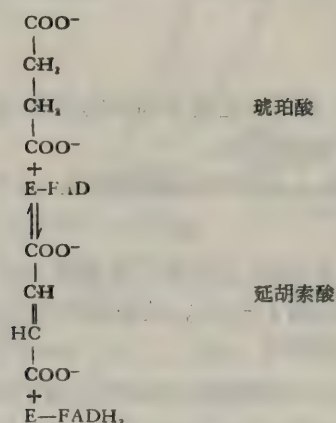 COO⁻
CH₂
CH₂ 琥珀酸
COO⁻
+
E-FAD
COO⁻
CH 延胡索酸
HC
COO⁻
+
E—FADH₂